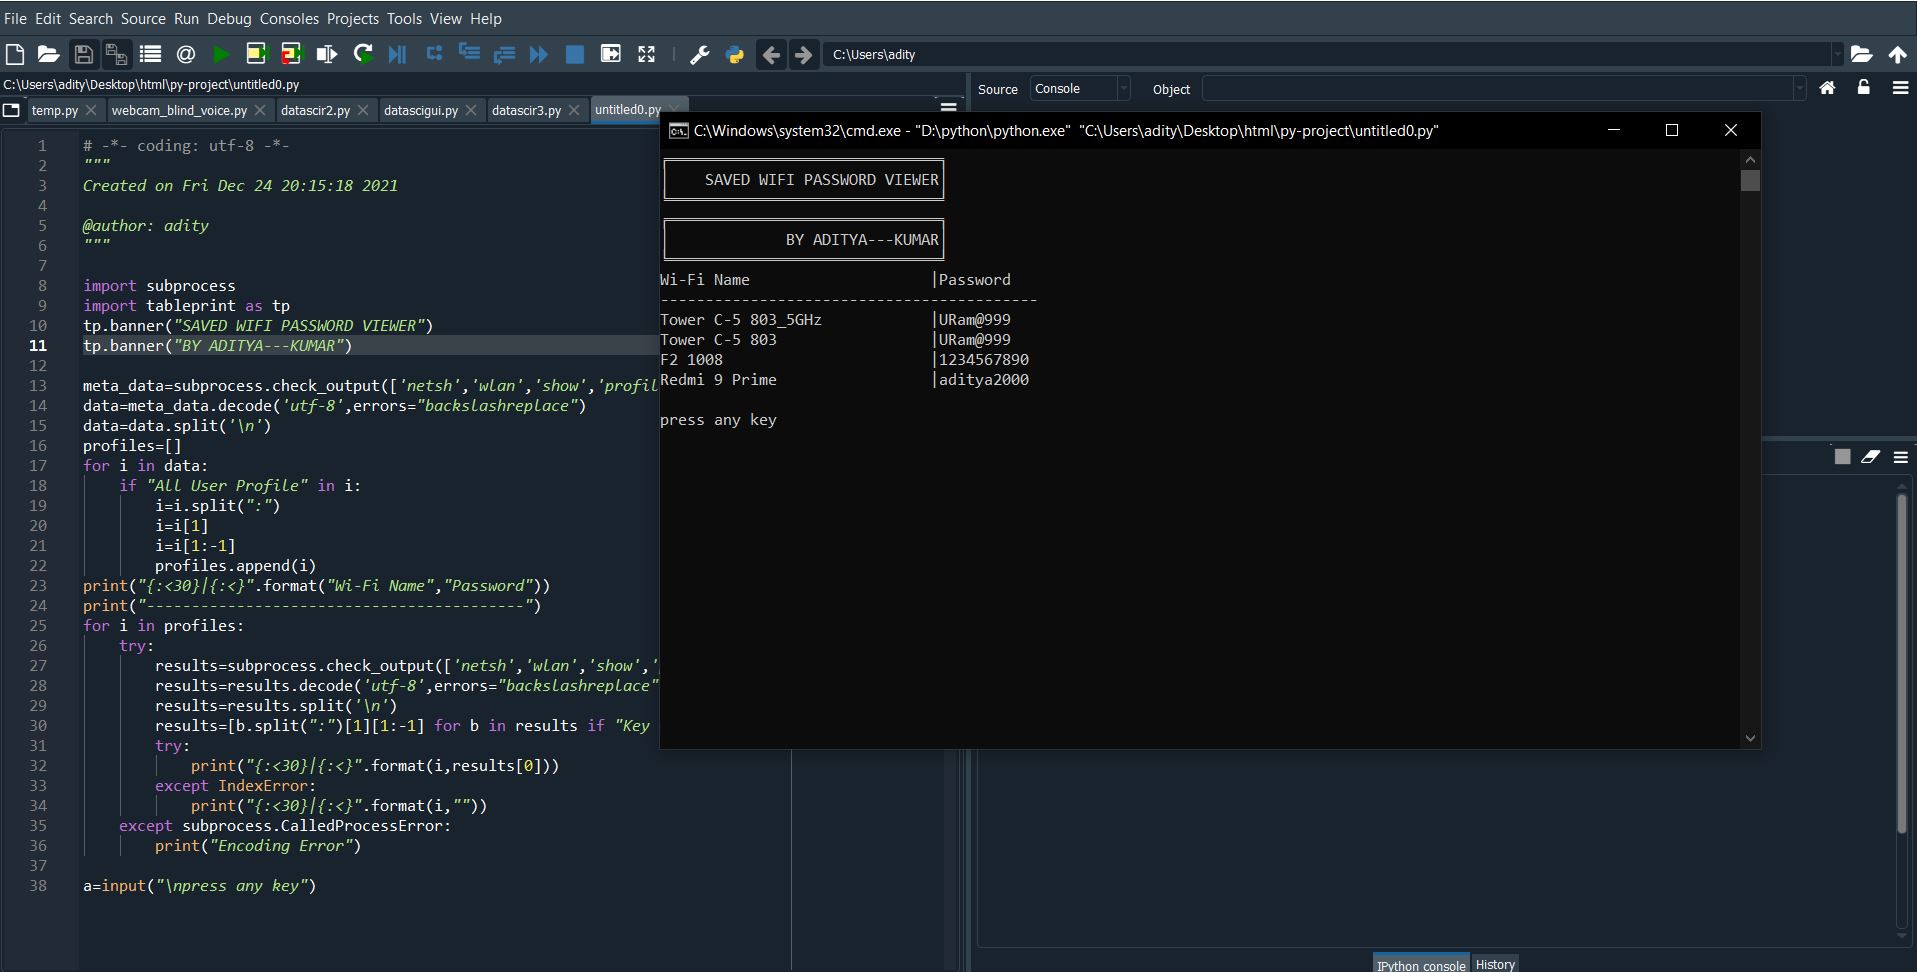 File Edit Search Source Run Debug Consoles Projects Tools View Help
C:\Users\adity
C:\Users\adity\Desktop\html\py-project\untitled0.py
Source Console Object
temp.py webcam_blind_voice.py datascir2.py datascigui.py datascir3.py untitled0.py
1 # -*- coding: utf-8 -*-
2 """
3 Created on Fri Dec 24 20:15:18 2021
4
5 @author: adity
6 """
7
8 import subprocess
9 import tableprint as tp
10 tp.banner("SAVED WIFI PASSWORD VIEWER")
11 tp.banner("BY ADITYA---KUMAR")
12
13 meta_data=subprocess.check_output(['netsh','wlan','show','profil
14 data=meta_data.decode('utf-8',errors="backslashreplace")
15 data=data.split('\n')
16 profiles=[]
17 for i in data:
18     if "All User Profile" in i:
19         i=i.split(":")
20         i=i[1]
21         i=i[1:-1]
22         profiles.append(i)
23 print("{:<30}|{:<}".format("Wi-Fi Name","Password"))
24 print("------------------------------------------")
25 for i in profiles:
26     try:
27         results=subprocess.check_output(['netsh','wlan','show','
28         results=results.decode('utf-8',errors="backslashreplace"
29         results=results.split('\n')
30         results=[b.split(":")[1][1:-1] for b in results if "Key
31         try:
32             print("{:<30}|{:<}".format(i,results[0]))
33         except IndexError:
34             print("{:<30}|{:<}".format(i,""))
35     except subprocess.CalledProcessError:
36         print("Encoding Error")
37
38 a=input("\npress any key")
C:\Windows\system32\cmd.exe - "D:\python\python.exe" "C:\Users\adity\Desktop\html\py-project\untitled0.py"
SAVED WIFI PASSWORD VIEWER
BY ADITYA---KUMAR
Wi-Fi Name                    |Password
------------------------------------------
Tower C-5 803_5GHz            |URam@999
Tower C-5 803                 |URam@999
F2 1008                       |1234567890
Redmi 9 Prime                 |aditya2000
press any key
IPython console History